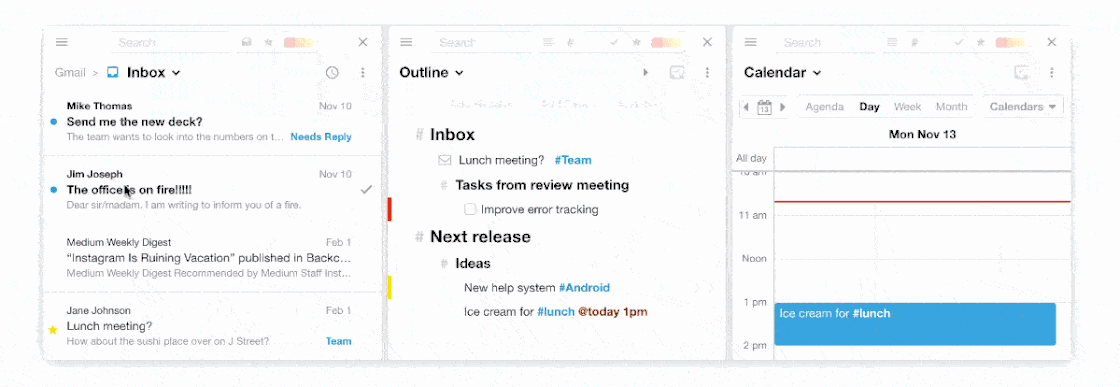 Search
Gmail > Inbox
Mike Thomas Nov 10
Send me the new deck?
The team wants to look into the numbers on t... Needs Reply
Jim Joseph Nov 10
The office is on fire!!!!!
Dear sir/madam. I am writing to inform you of a fire.
Medium Weekly Digest Feb 1
“Instagram Is Ruining Vacation” published in Backc...
Medium Weekly Digest Recommended by Medium Staff Inst...
Jane Johnson Feb 1
Lunch meeting?
How about the sushi place over on J Street? Team
Search #
Outline
# Inbox
Lunch meeting? #Team
# Tasks from review meeting
Improve error tracking
# Next release
# Ideas
New help system #Android
Ice cream for #lunch @today 1pm
Search #
Calendar
13 Agenda Day Week Month Calendars
Mon Nov 13
All day
10 am
11 am
Noon
1 pm
Ice cream for #lunch
2 pm